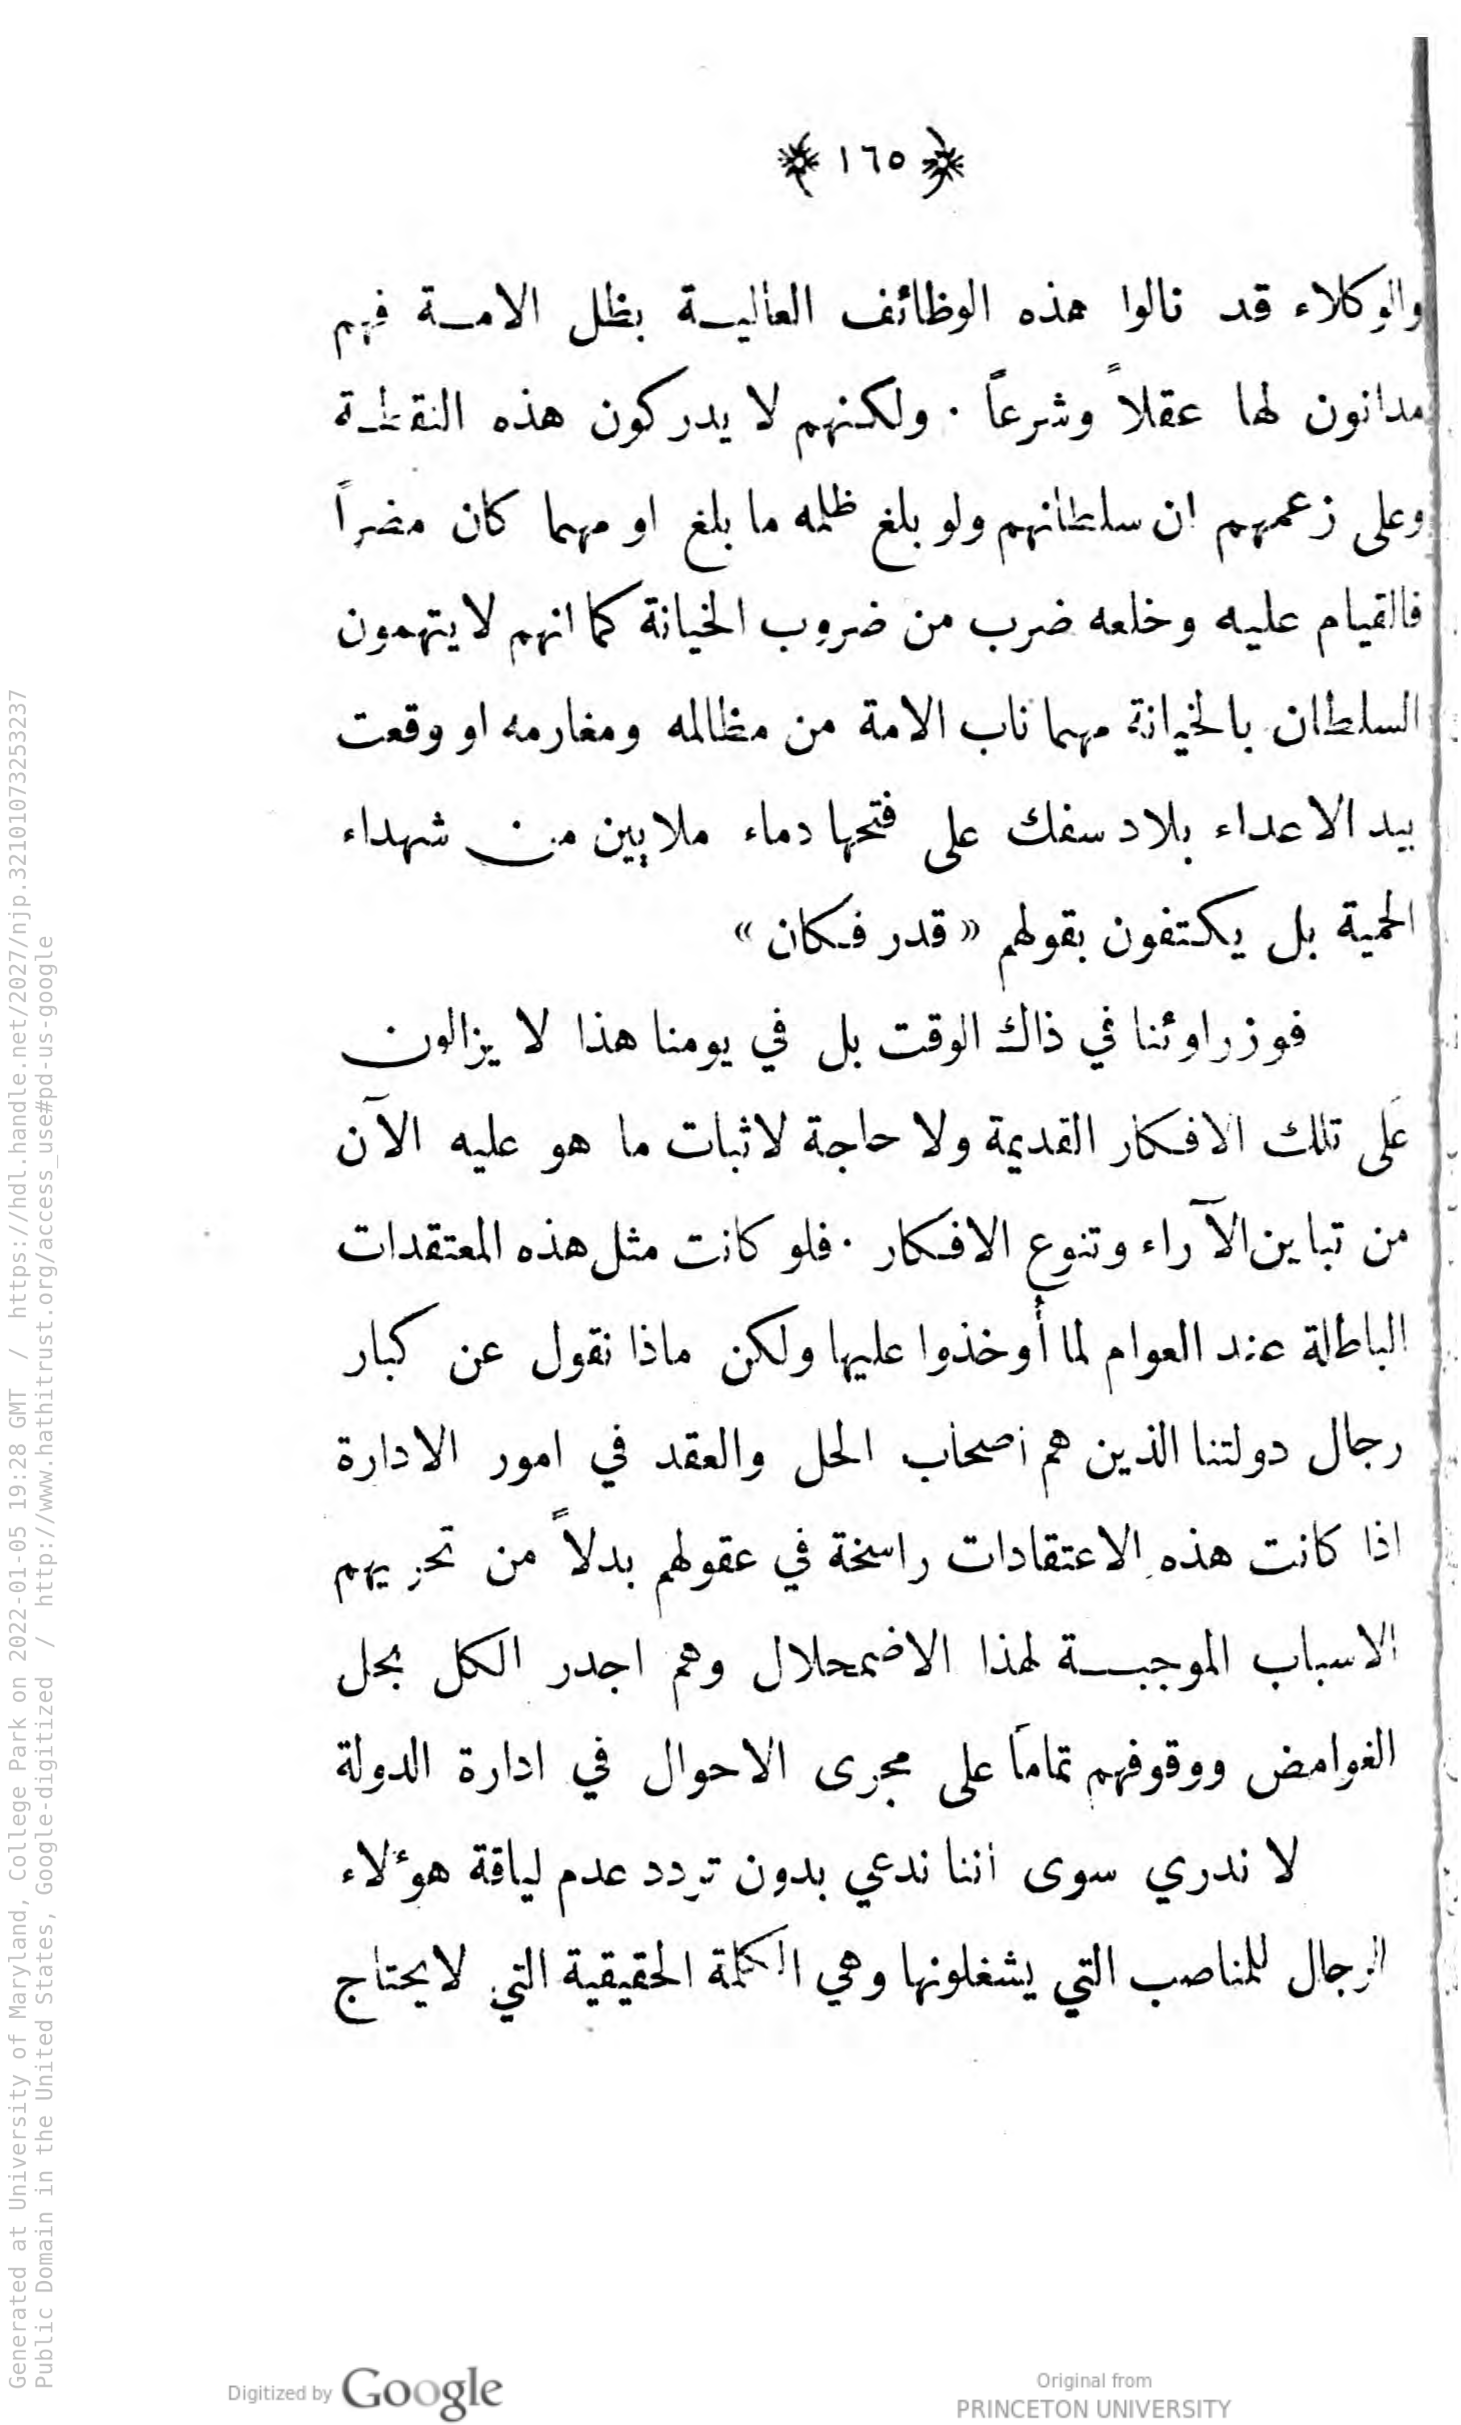 ﴿ ١٦٥ ﴾
والوكلاء قد نالوا هذه الوظائف العالية بظل الامة فهم
مدانون لها عقلاً وشرعاً . ولكنهم لا يدركون هذه النقطة
وعلى زعمهم ان سلطانهم ولو بلغ ظلمه ما بلغ او مهما كان مضراً
فالقيام عليه وخلعه ضرب من ضروب الخيانة كما انهم لا يتهمون
السلطان بالخيانة مهما ناب الامة من مظالمه ومغارمه او وقعت
بيد الاعداء بلاد سفك على فتحها دماء ملايين من شهداء
الحمية بل يكتفون بقولهم « قدر فكان »
فوزراوئنا في ذاك الوقت بل في يومنا هذا لا يزالون
عَلى تلك الافكار القديمة ولا حاجة لاثبات ما هو عليه الآن
من تباين الآراء وتنوع الافكار . فلو كانت مثل هذه المعتقدات
الباطلة عند العوام لما أُوخذوا عليها ولكن ماذا نقول عن كبار
رجال دولتنا الذين هم اصحاب الحل والعقد في امور الادارة
اذا كانت هذه الاعتقادات راسخة في عقولهم بدلاً من تحريهم
الاسباب الموجبة لهذا الاضمحلال وهم اجدر الكل بحل
الغوامض ووقوفهم تماماً على مجرى الاحوال في ادارة الدولة
لا ندري سوى اننا ندعي بدون تردد عدم لياقة هوءلاء
الرجال للمناصب التي يشغلونها وهي الكلمة الحقيقية التي لا يحتاج
Generated at University of Maryland, College Park on 2022-01-05 19:28 GMT / https://hdl.handle.net/2027/njp.32101073253237
Public Domain in the United States, Google-digitized / http://www.hathitrust.org/access_use#pd-us-google
Digitized by Google
Original from
PRINCETON UNIVERSITY